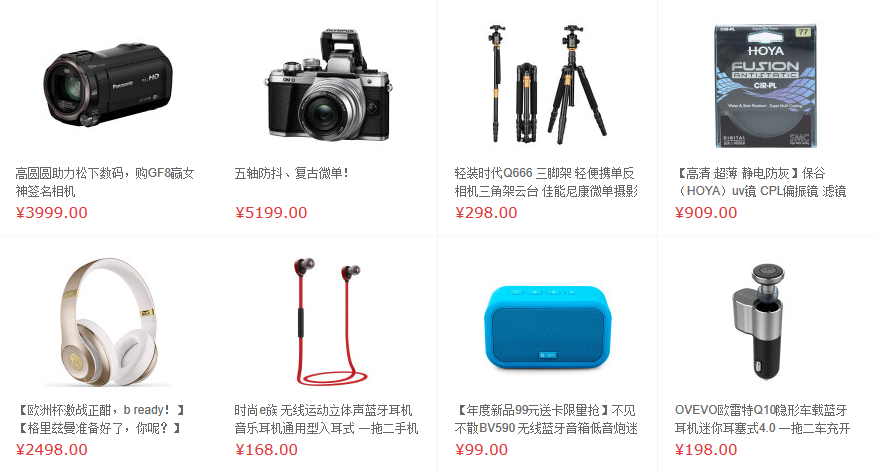 Panasonic
HD
OM-D
HOYA
FUSION
ANTISTATIC
CIR-PL
77
CIR-PL
DIGITAL
SMC
高圆圆助力松下数码，购GF8赢女
神签名相机
¥3999.00
五轴防抖、复古微单！
¥5199.00
轻装时代Q666 三脚架 轻便携单反
相机三角架云台 佳能尼康微单摄影
¥298.00
【高清 超薄 静电防灰】保谷
（HOYA）uv镜 CPL偏振镜 滤镜
¥909.00
【欧洲杯激战正酣，b ready！】
【格里兹曼准备好了，你呢？】
¥2498.00
时尚e族 无线运动立体声蓝牙耳机
音乐耳机通用型入耳式 一拖二手机
¥168.00
【年度新品99元送卡限量抢】不见
不散BV590 无线蓝牙音箱低音炮迷
¥99.00
OVEVO欧雷特Q10隐形车载蓝牙
耳机迷你耳塞式4.0 一拖二车充开
¥198.00